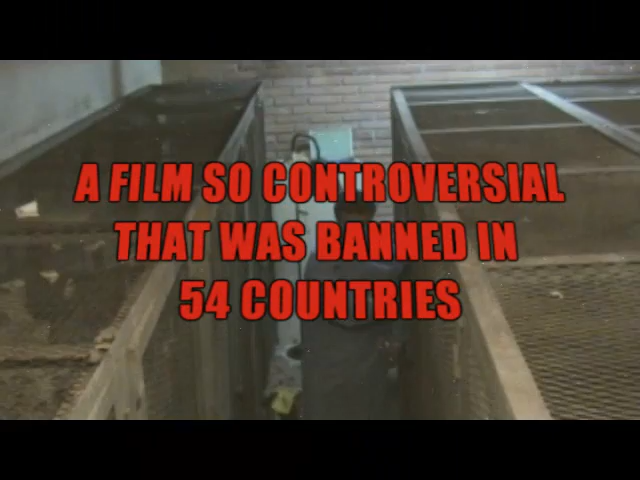 A FILM SO CONTROVERSIAL
THAT WAS BANNED IN
54 COUNTRIES